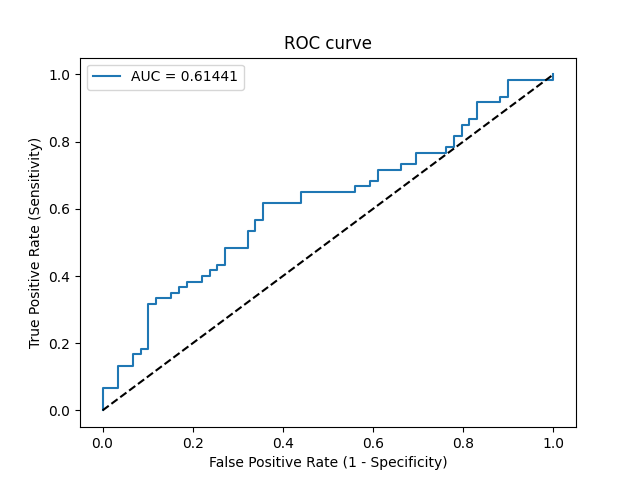 ROC curve
AUC = 0.61441
1.0
0.8
0.6
0.4
0.2
0.0
True Positive Rate (Sensitivity)
0.0 0.2 0.4 0.6 0.8 1.0
False Positive Rate (1 - Specificity)